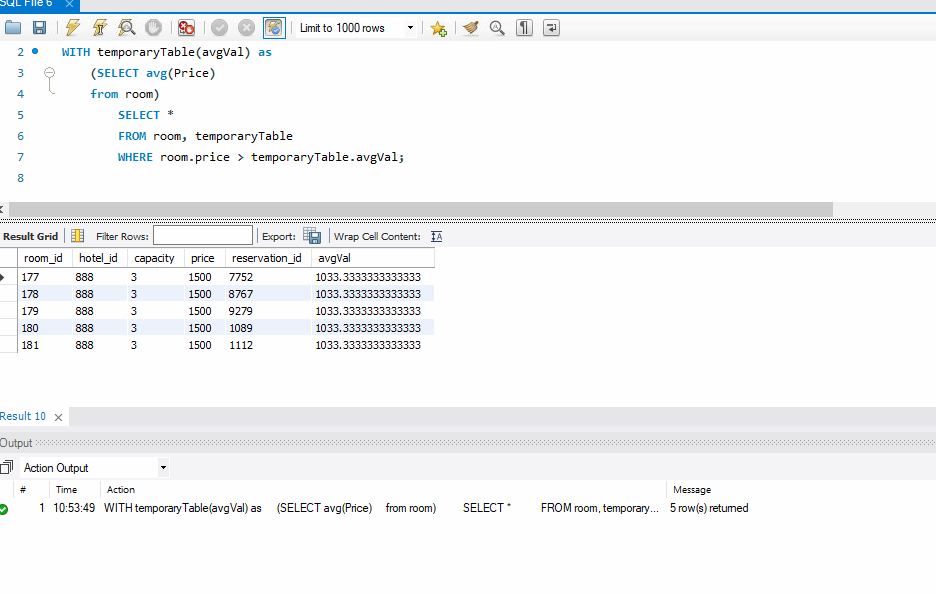 SQL File 6 ×
Limit to 1000 rows
2 WITH temporaryTable(avgVal) as
3 (SELECT avg(Price)
4 from room)
5 SELECT *
6 FROM room, temporaryTable
7 WHERE room.price > temporaryTable.avgVal;
8
Result Grid Filter Rows: Export: Wrap Cell Content: IA
room_id hotel_id capacity price reservation_id avgVal
177 888 3 1500 7752 1033.3333333333333
178 888 3 1500 8767 1033.3333333333333
179 888 3 1500 9279 1033.3333333333333
180 888 3 1500 1089 1033.3333333333333
181 888 3 1500 1112 1033.3333333333333
Result 10 ×
Output
Action Output
# Time Action Message
1 10:53:49 WITH temporaryTable(avgVal) as (SELECT avg(Price) from room) SELECT * FROM room, temporary... 5 row(s) returned